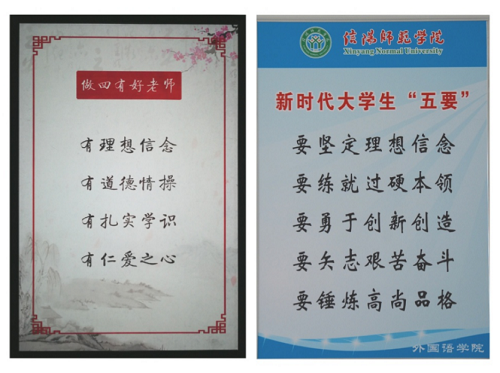 做四有好老师
有理想信念
有道德情操
有扎实学识
有仁爱之心
信阳师范学院
Xinyang Normal University
新时代大学生“五要”
要坚定理想信念
要练就过硬本领
要勇于创新创造
要矢志艰苦奋斗
要锤炼高尚品格
外国语学院